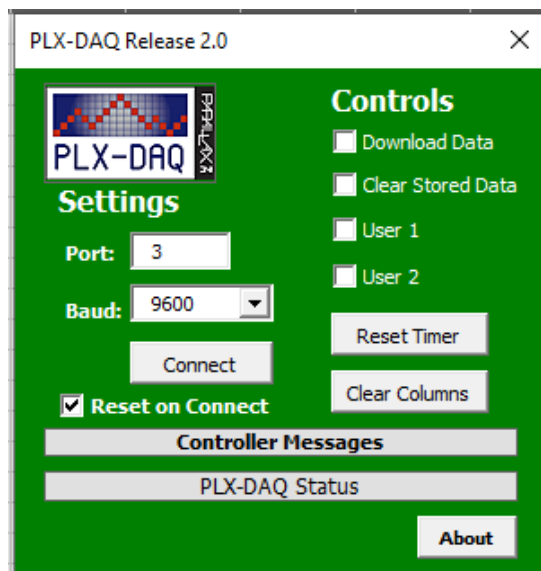 PLX-DAQ Release 2.0
PLX-DAQ
PARALLAX
Settings
Port: 3
Baud: 9600
Connect
Reset on Connect
Controls
Download Data
Clear Stored Data
User 1
User 2
Reset Timer
Clear Columns
Controller Messages
PLX-DAQ Status
About